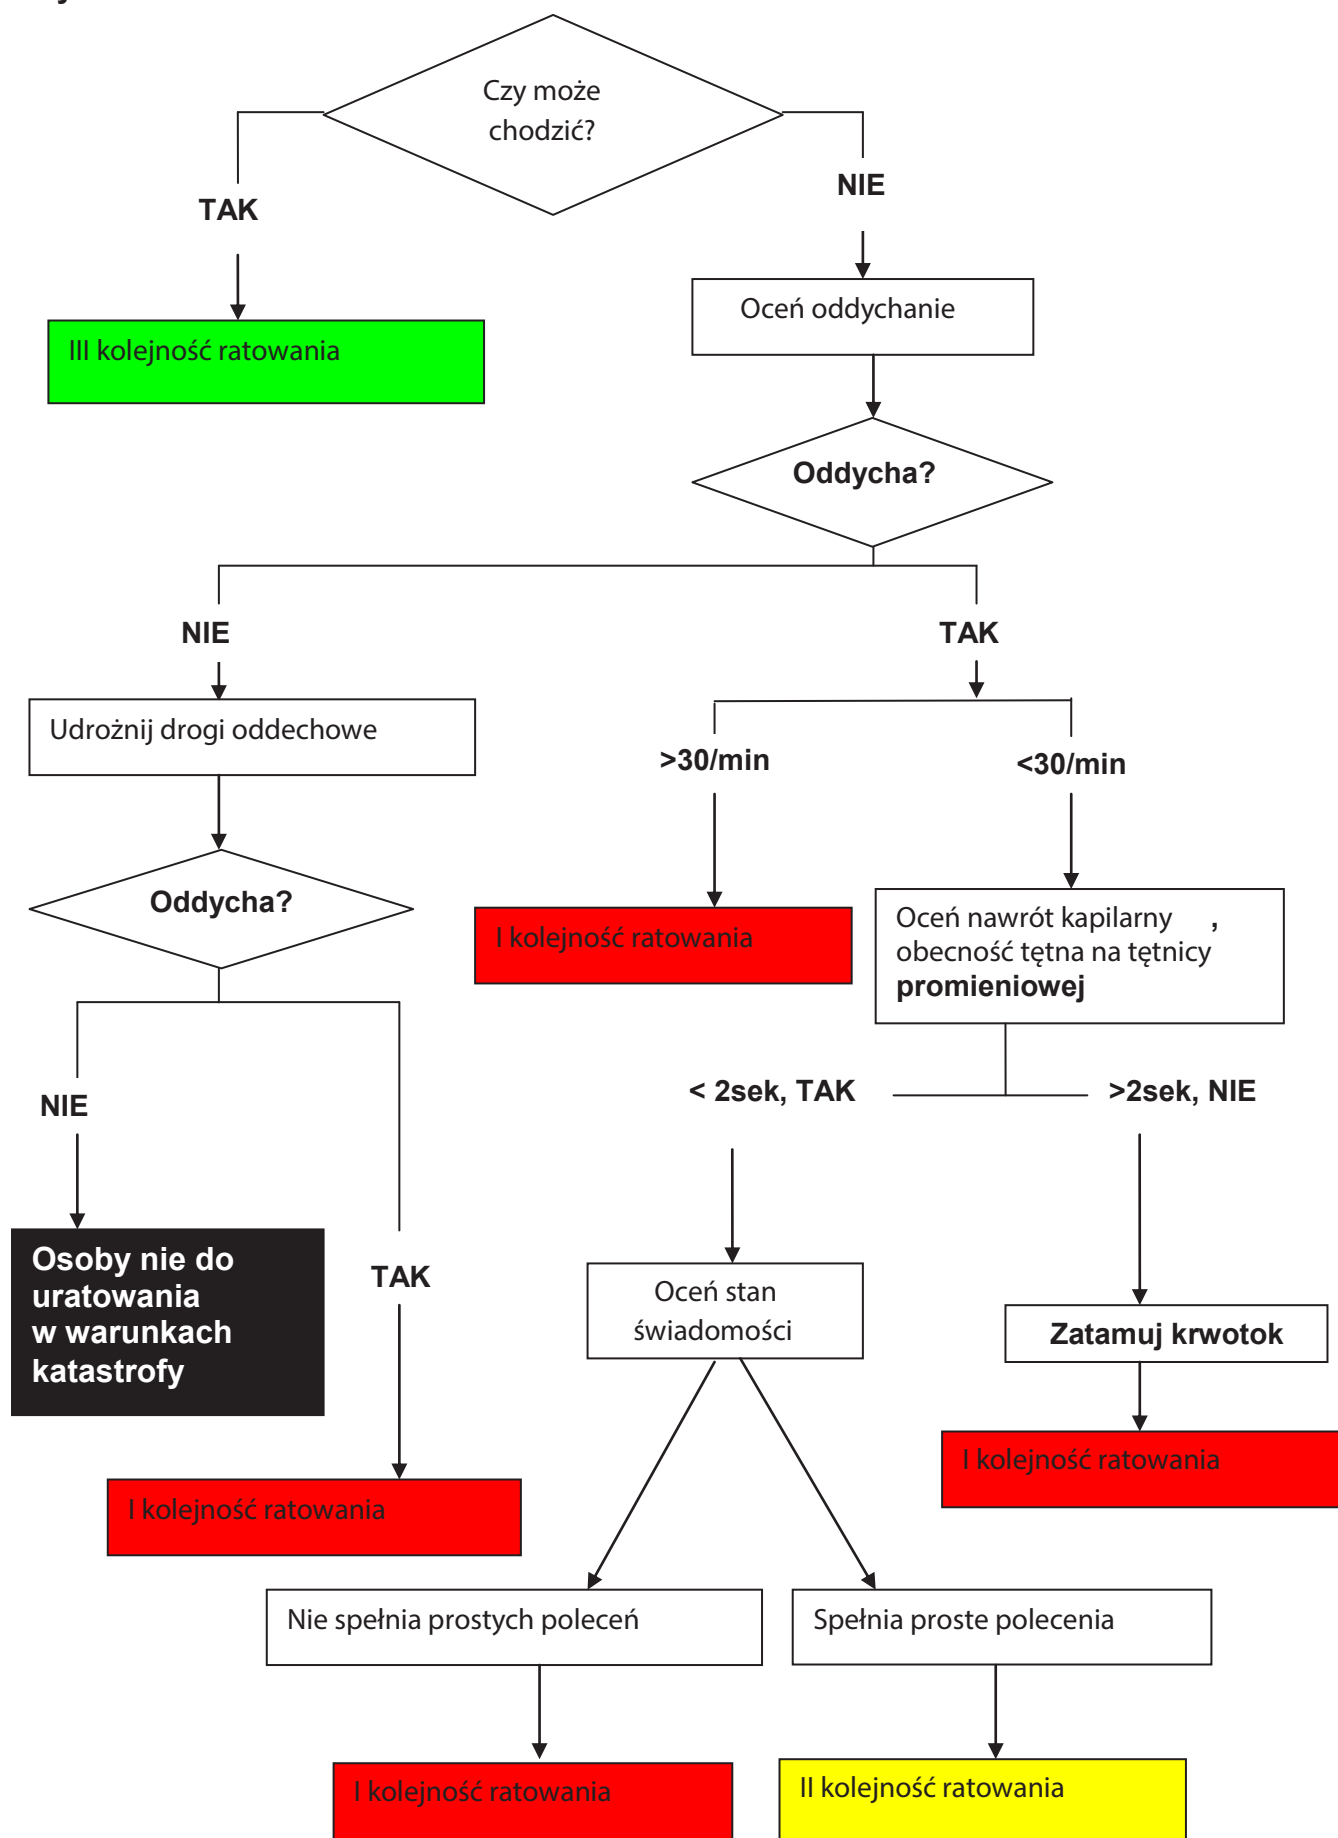 Czy może
chodzić?
TAK
NIE
III kolejność ratowania
Oceń oddychanie
Oddycha?
NIE
TAK
Udrożnij drogi oddechowe
>30/min
<30/min
Oddycha?
I kolejność ratowania
Oceń nawrót kapilarny ,
obecność tętna na tętnicy
promieniowej
NIE
< 2sek, TAK
>2sek, NIE
Osoby nie do
uratowania
w warunkach
katastrofy
TAK
Oceń stan
świadomości
Zatamuj krwotok
I kolejność ratowania
I kolejność ratowania
Nie spełnia prostych poleceń
Spełnia proste polecenia
I kolejność ratowania
II kolejność ratowania